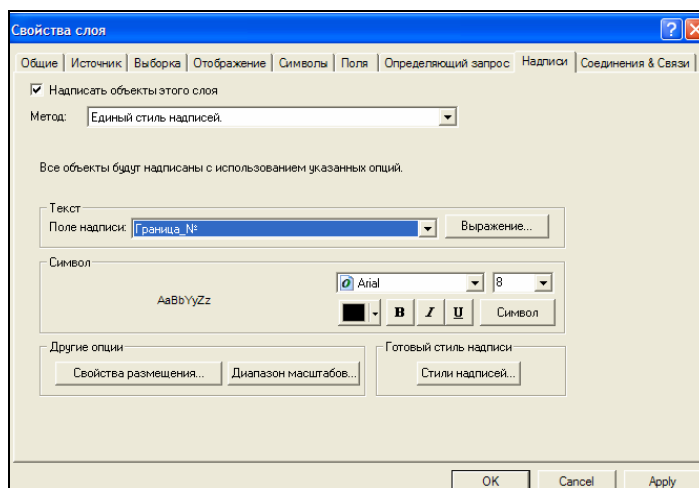 Свойства слоя
Общие Источник Выборка Отображение Символы Поля Определяющий запрос Надписи Соединения & Связи
Надписать объекты этого слоя
Метод: Единый стиль надписей.
Все объекты будут надписаны с использованием указанных опций.
Текст
Поле надписи: Граница_№ Выражение...
Символ
AaBbYyZz
Arial 8
B I U Символ
Другие опции Готовый стиль надписи
Свойства размещения... Диапазон масштабов... Стили надписей...
OK Cancel Apply